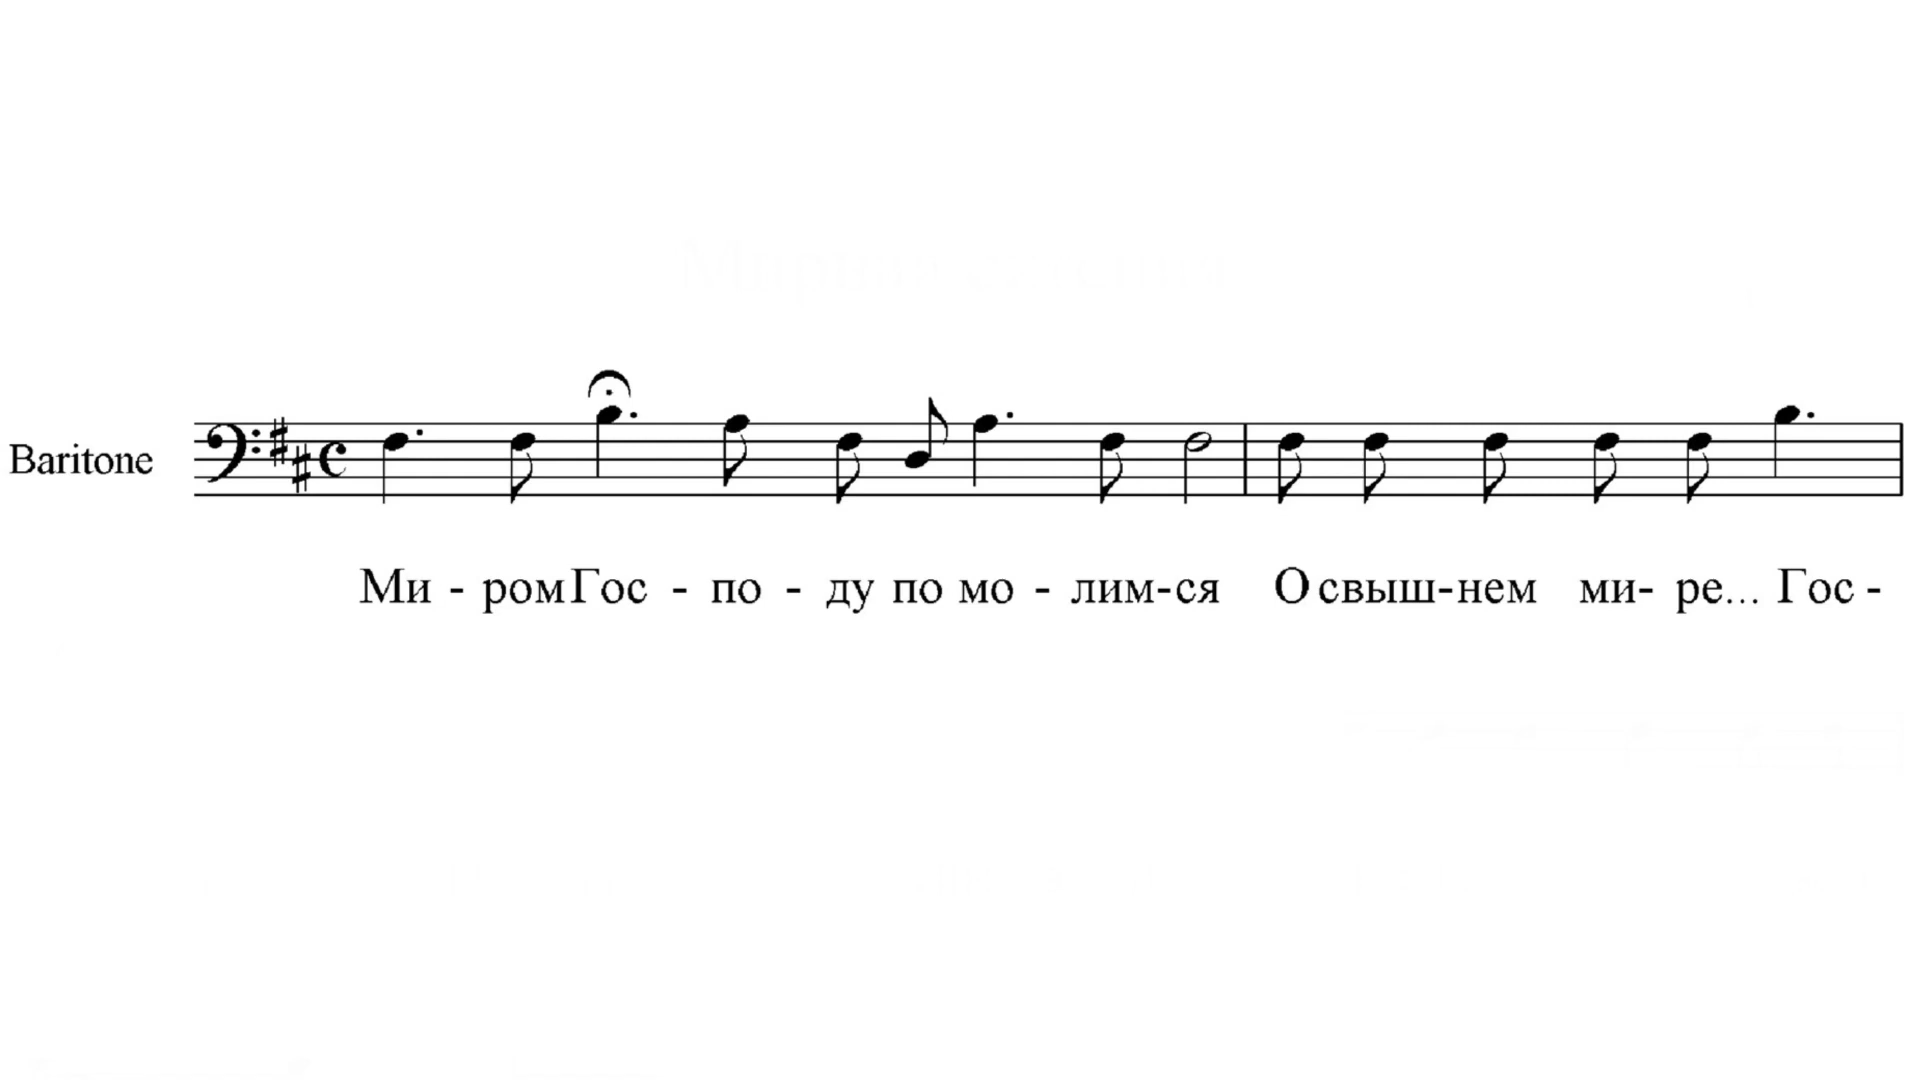 Baritone
Ми - ром Гос - по - ду по мо - лим-ся О свыш-нем ми- ре... Гос -